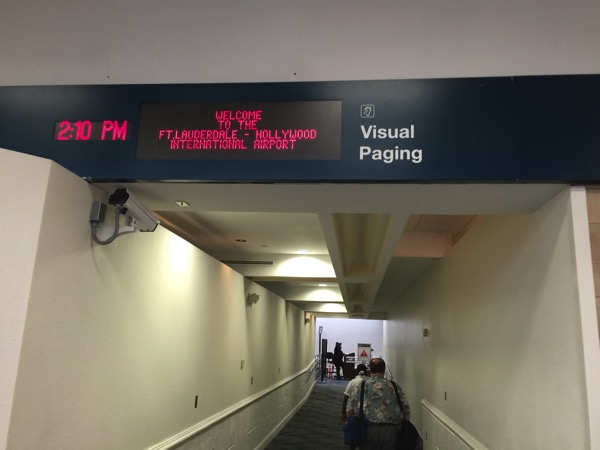 2:10 PM
WELCOME
TO THE
FT.LAUDERDALE - HOLLYWOOD
INTERNATIONAL AIRPORT
Visual
Paging